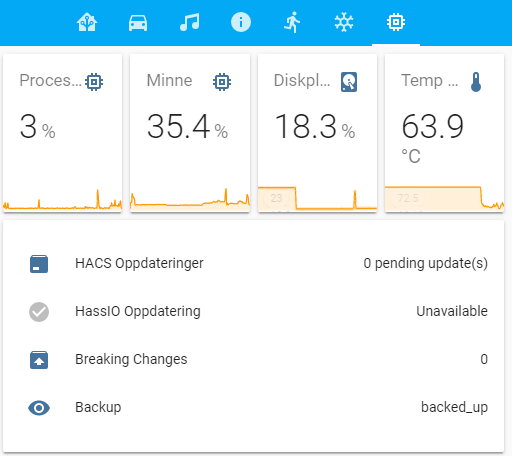 Proces...
Minne
Diskpl...
Temp ...
3 %
35.4 %
18.3 %
63.9
°C
23
72.5
HACS Oppdateringer 0 pending update(s)
HassIO Oppdatering Unavailable
Breaking Changes 0
Backup backed_up